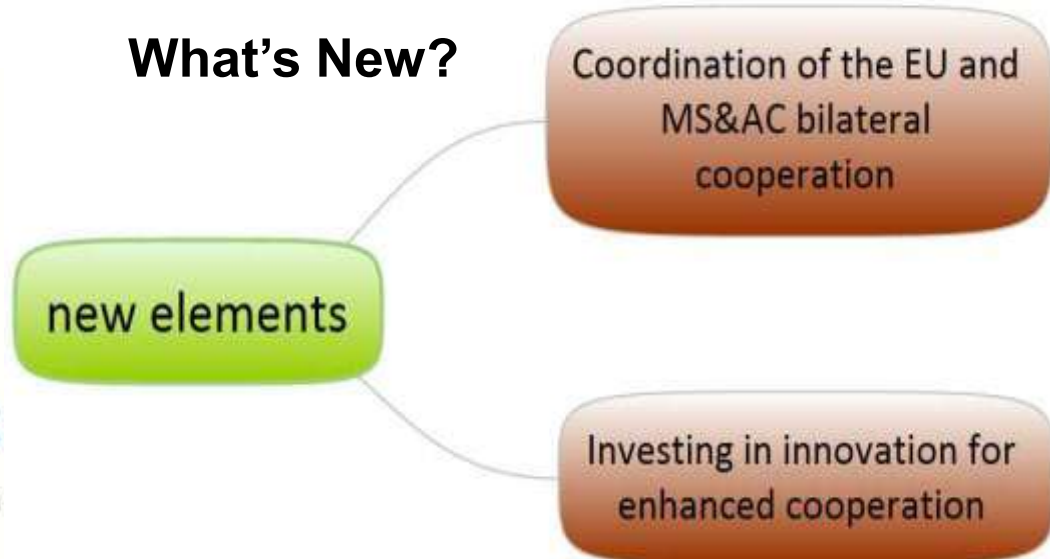 What’s New?
Coordination of the EU and
MS&AC bilateral
cooperation
new elements
Investing in innovation for
enhanced cooperation